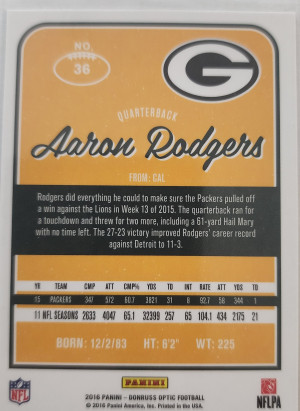 NO.
36
G
QUARTERBACK
Aaron Rodgers
FROM: CAL
Rodgers did everything he could to make sure the Packers pulled off
a win against the Lions in Week 13 of 2015. The quarterback ran for
a touchdown and threw for two more, including a 61-yard Hail Mary
with no time left. The 27-23 victory improved Rodgers' career record
against Detroit to 11-3.
YR TEAM CMP ATT CMP% YDS TD INT RTG ATT YDS TD
15 PACKERS 347 572 60.7 3821 31 8 92.7 58 344 1
11 NFL SEASONS 2633 4047 65.1 32399 257 65 104.1 434 2175 21
BORN: 12/2/83 HT: 6'2" WT: 225
PANINI
2016 PANINI - DONRUSS OPTIC FOOTBALL
© 2016 Panini America, Inc. Printed in the USA.
NFL
NFLPA